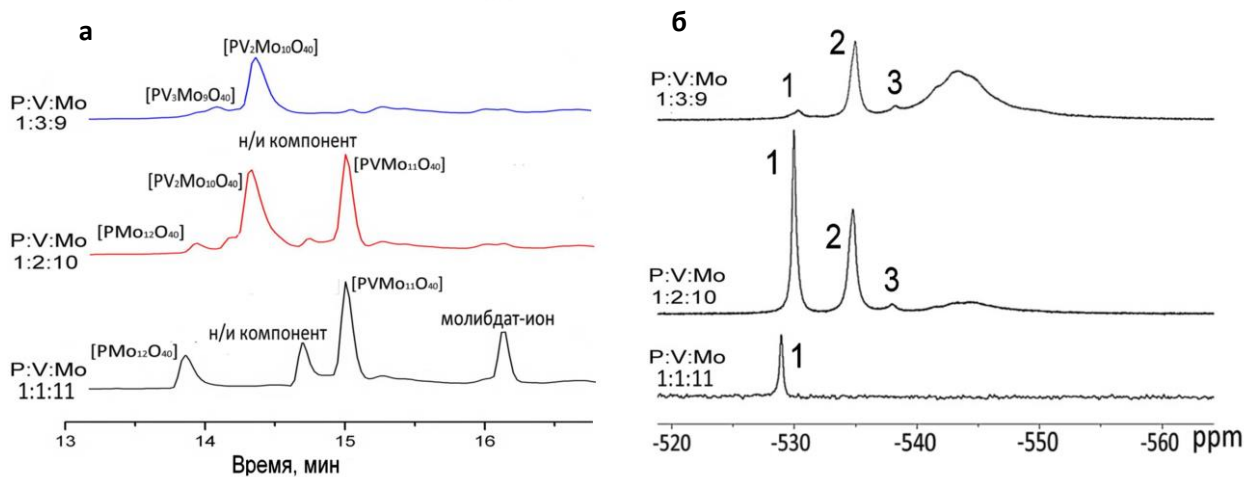 а
[PV₂Mo₁₀O₄₀]
[PV₃Mo₉O₄₀]
P:V:Mo
1:3:9
н/и компонент
[PV₂Mo₁₀O₄₀]
[PVMo₁₁O₄₀]
[PMo₁₂O₄₀]
P:V:Mo
1:2:10
[PVMo₁₁O₄₀]
н/и компонент
молибдат-ион
[PMo₁₂O₄₀]
P:V:Mo
1:1:11
13 14 15 16
Время, мин
б
1 2 3
P:V:Mo
1:3:9
1 2 3
P:V:Mo
1:2:10
1
P:V:Mo
1:1:11
-520 -530 -540 -550 -560 ppm